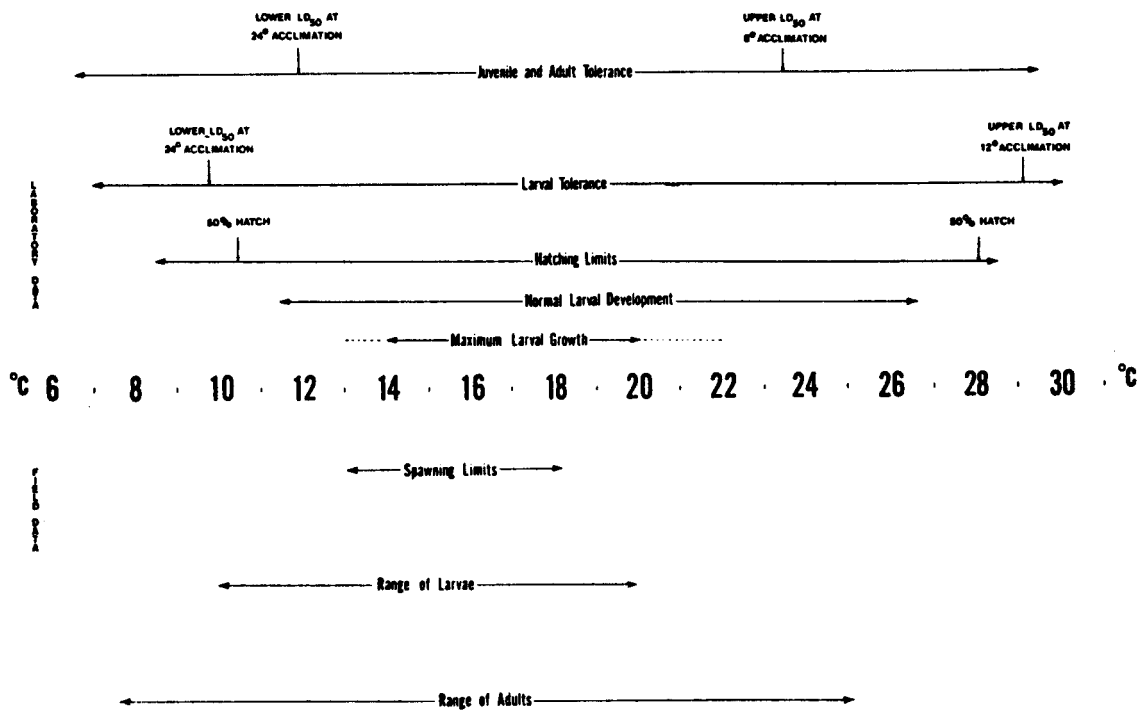 LOWER LD50 AT
24° ACCLIMATION
UPPER LD50 AT
8° ACCLIMATION
Juvenile and Adult Tolerance
LOWER LD50 AT
24° ACCLIMATION
UPPER LD50 AT
12° ACCLIMATION
Larval Tolerance
LABORATORY DATA
50% HATCH
50% HATCH
Hatching Limits
Normal Larval Development
Maximum Larval Growth
°C 6 8 10 12 14 16 18 20 22 24 26 28 30 °C
FIELD DATA
Spawning Limits
Range of Larvae
Range of Adults